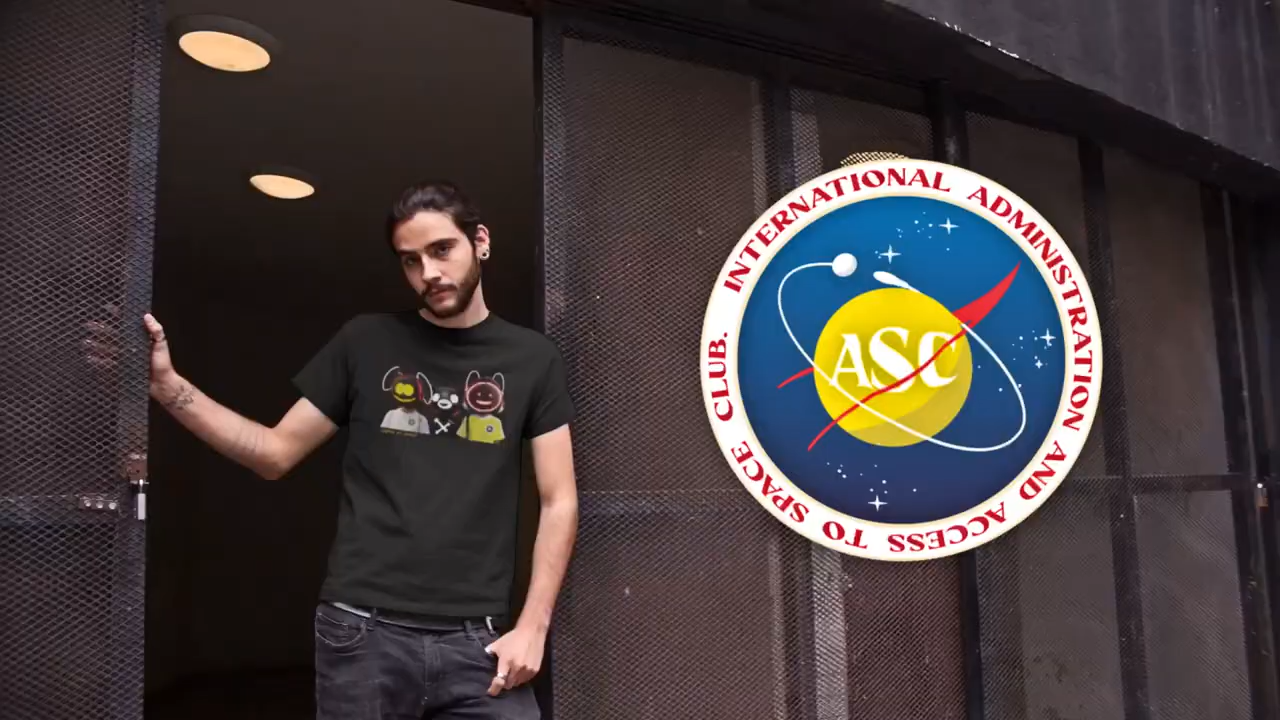 INTERNATIONAL ADMINISTRATION AND ACCESS TO SPACE CLUB.
ASC